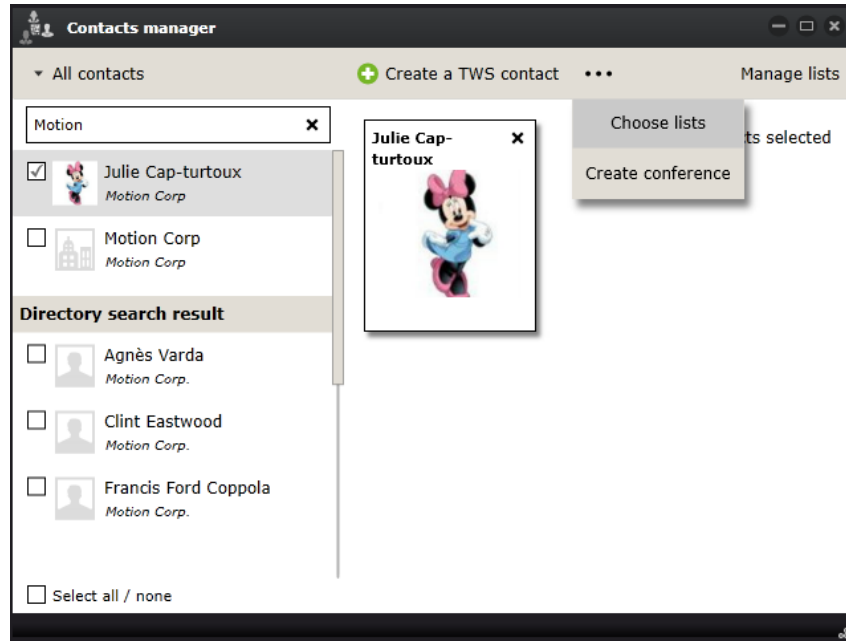 Contacts manager
All contacts
Create a TWS contact
•••
Manage lists
Motion
Julie Cap-turtoux
Motion Corp
Motion Corp
Motion Corp
Directory search result
Agnès Varda
Motion Corp.
Clint Eastwood
Motion Corp.
Francis Ford Coppola
Motion Corp.
Select all / none
Julie Cap-
turtoux
Choose lists
Create conference
selected